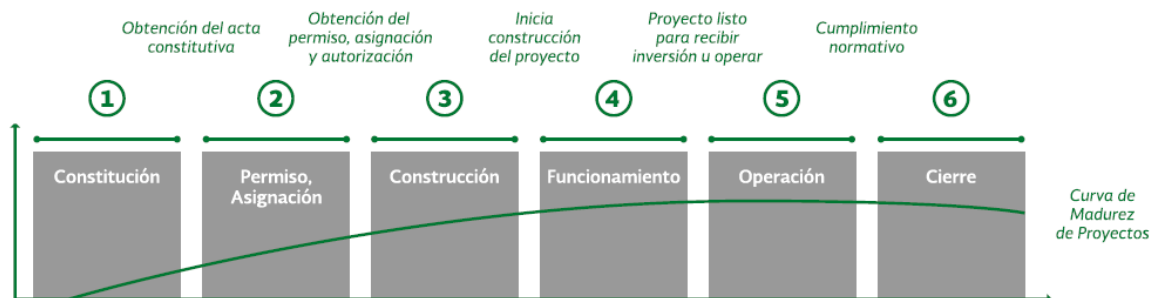 Obtención del acta
constitutiva
Obtención del
permiso, asignación
y autorización
Inicia
construcción
del proyecto
Proyecto listo
para recibir
inversión u operar
Cumplimiento
normativo
1
2
3
4
5
6
Constitución
Permiso,
Asignación
Construcción
Funcionamiento
Operación
Cierre
Curva de
Madurez
de Proyectos